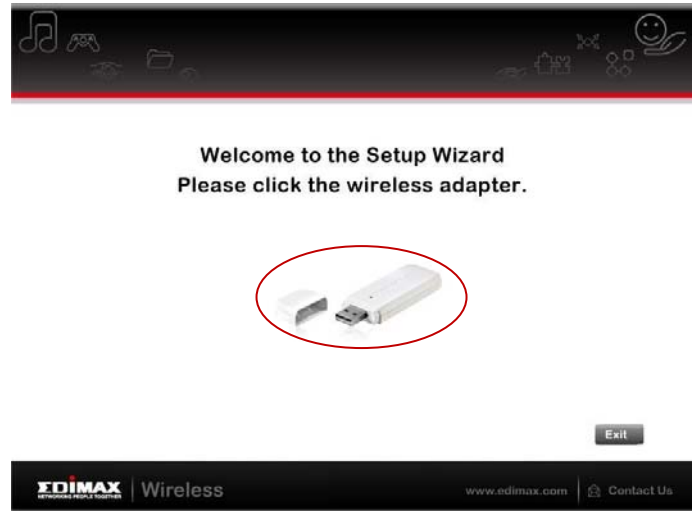 Welcome to the Setup Wizard
Please click the wireless adapter.
Exit
EDIMAX
NETWORKING PEOPLE TOGETHER
Wireless
www.edimax.com
Contact Us